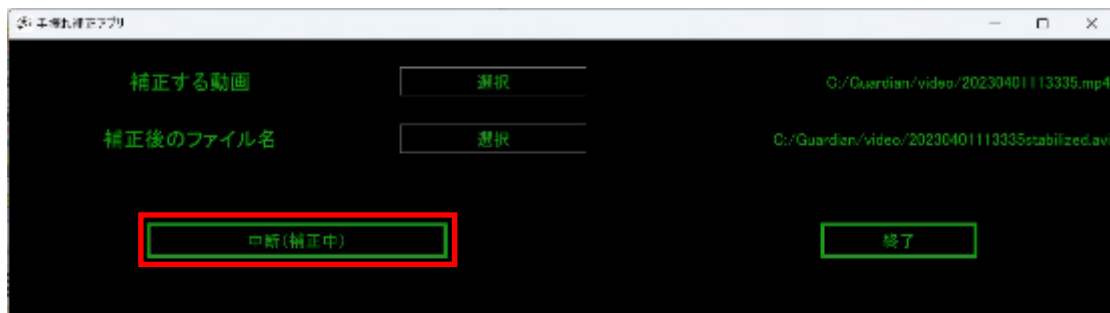 手振れ補正アプリ
補正する動画 選択 C:/Guardian/video/20230401113335.mp4
補正後のファイル名 選択 C:/Guardian/video/20230401113335stabilized.avi
中断(補正中) 終了